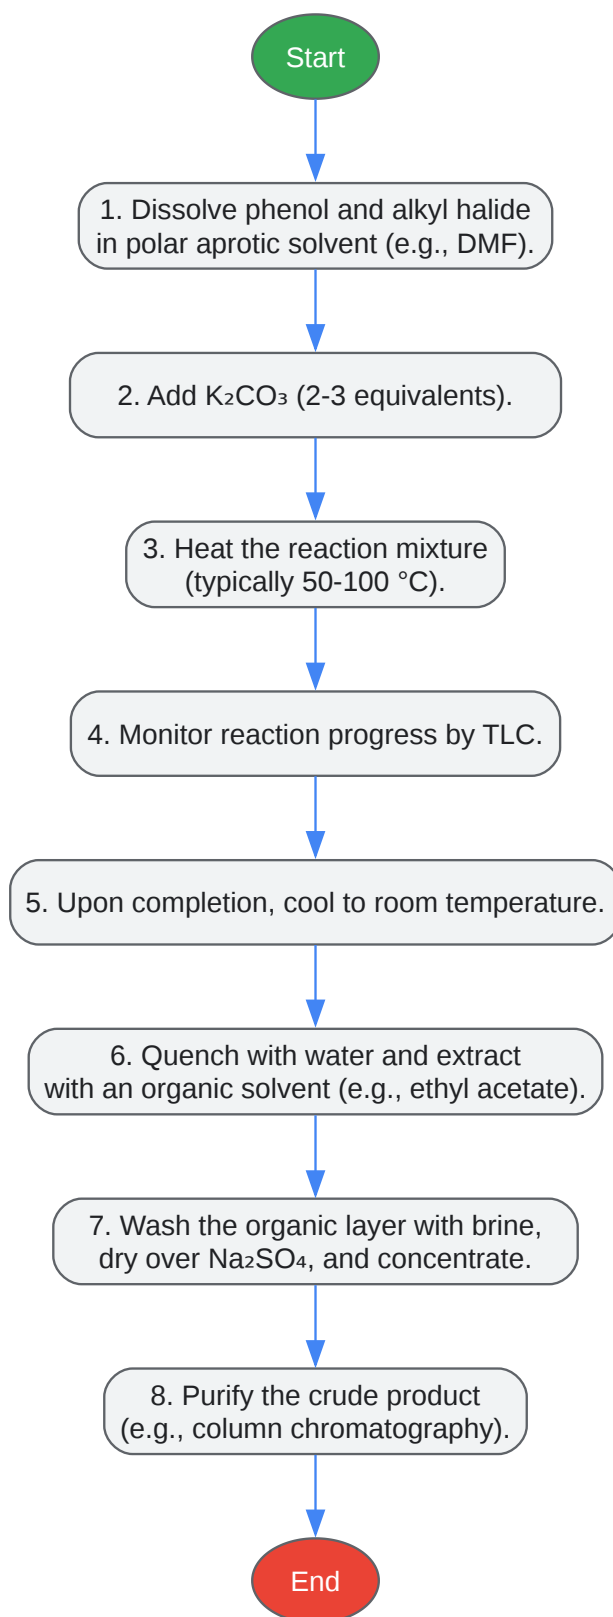 Start
1. Dissolve phenol and alkyl halide
in polar aprotic solvent (e.g., DMF).
2. Add K₂CO₃ (2-3 equivalents).
3. Heat the reaction mixture
(typically 50-100 °C).
4. Monitor reaction progress by TLC.
5. Upon completion, cool to room temperature.
6. Quench with water and extract
with an organic solvent (e.g., ethyl acetate).
7. Wash the organic layer with brine,
dry over Na₂SO₄, and concentrate.
8. Purify the crude product
(e.g., column chromatography).
End